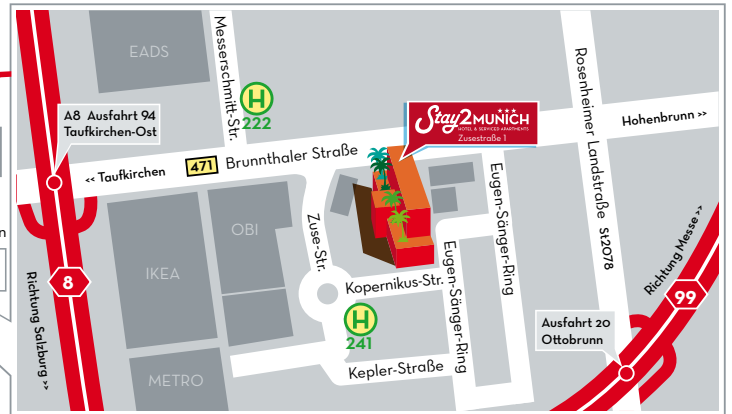 EADS
Messerschmitt-Str.
H
222
A8 Ausfahrt 94
Taufkirchen-Ost
<< Taufkirchen
471
Brunnthaler Straße
Stay2MUNICH
HOTEL & SERVICED APARTMENTS
Zusestraße 1
Hohenbrunn >>
Rosenheimer Landstraße St2078
OBI
IKEA
METRO
Zuse-Str.
Eugen-Sänger-Ring
Eugen-Sänger-Ring
Kopernikus-Str.
H
241
Kepler-Straße
8
Richtung Salzburg >>
Richtung Messe >>
99
Ausfahrt 20
Ottobrunn
n